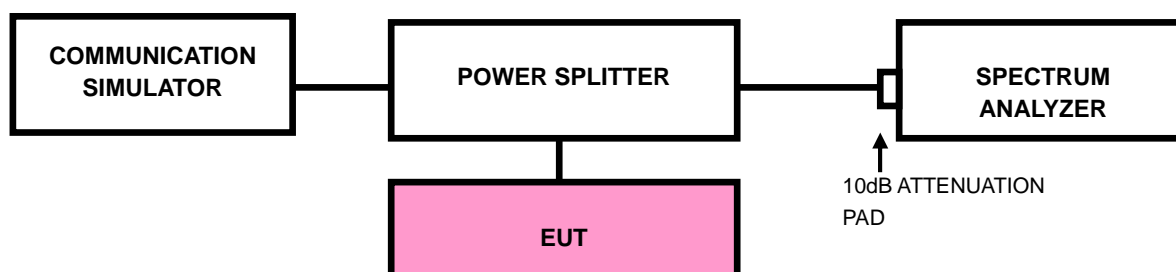 COMMUNICATION
SIMULATOR
POWER SPLITTER
SPECTRUM
ANALYZER
10dB ATTENUATION
PAD
EUT